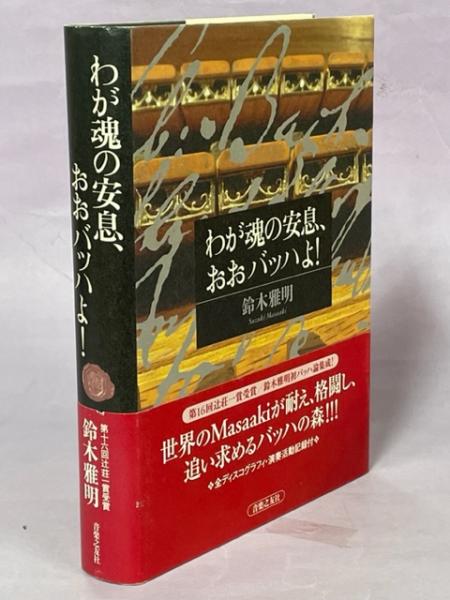 わが魂の安息、
おおバッハよ!
鈴木雅明
Suzuki Masaaki
第16回辻荘一賞受賞/鈴木雅明初バッハ論集成!
世界のMasaakiが耐え、格闘し、
追い求めるバッハの森!!!
❖全ディスコグラフィ・演奏活動記録付❖
音楽之友社
わが魂の安息、
おおバッハよ!
第十六回辻荘一賞受賞
鈴木雅明
音楽之友社